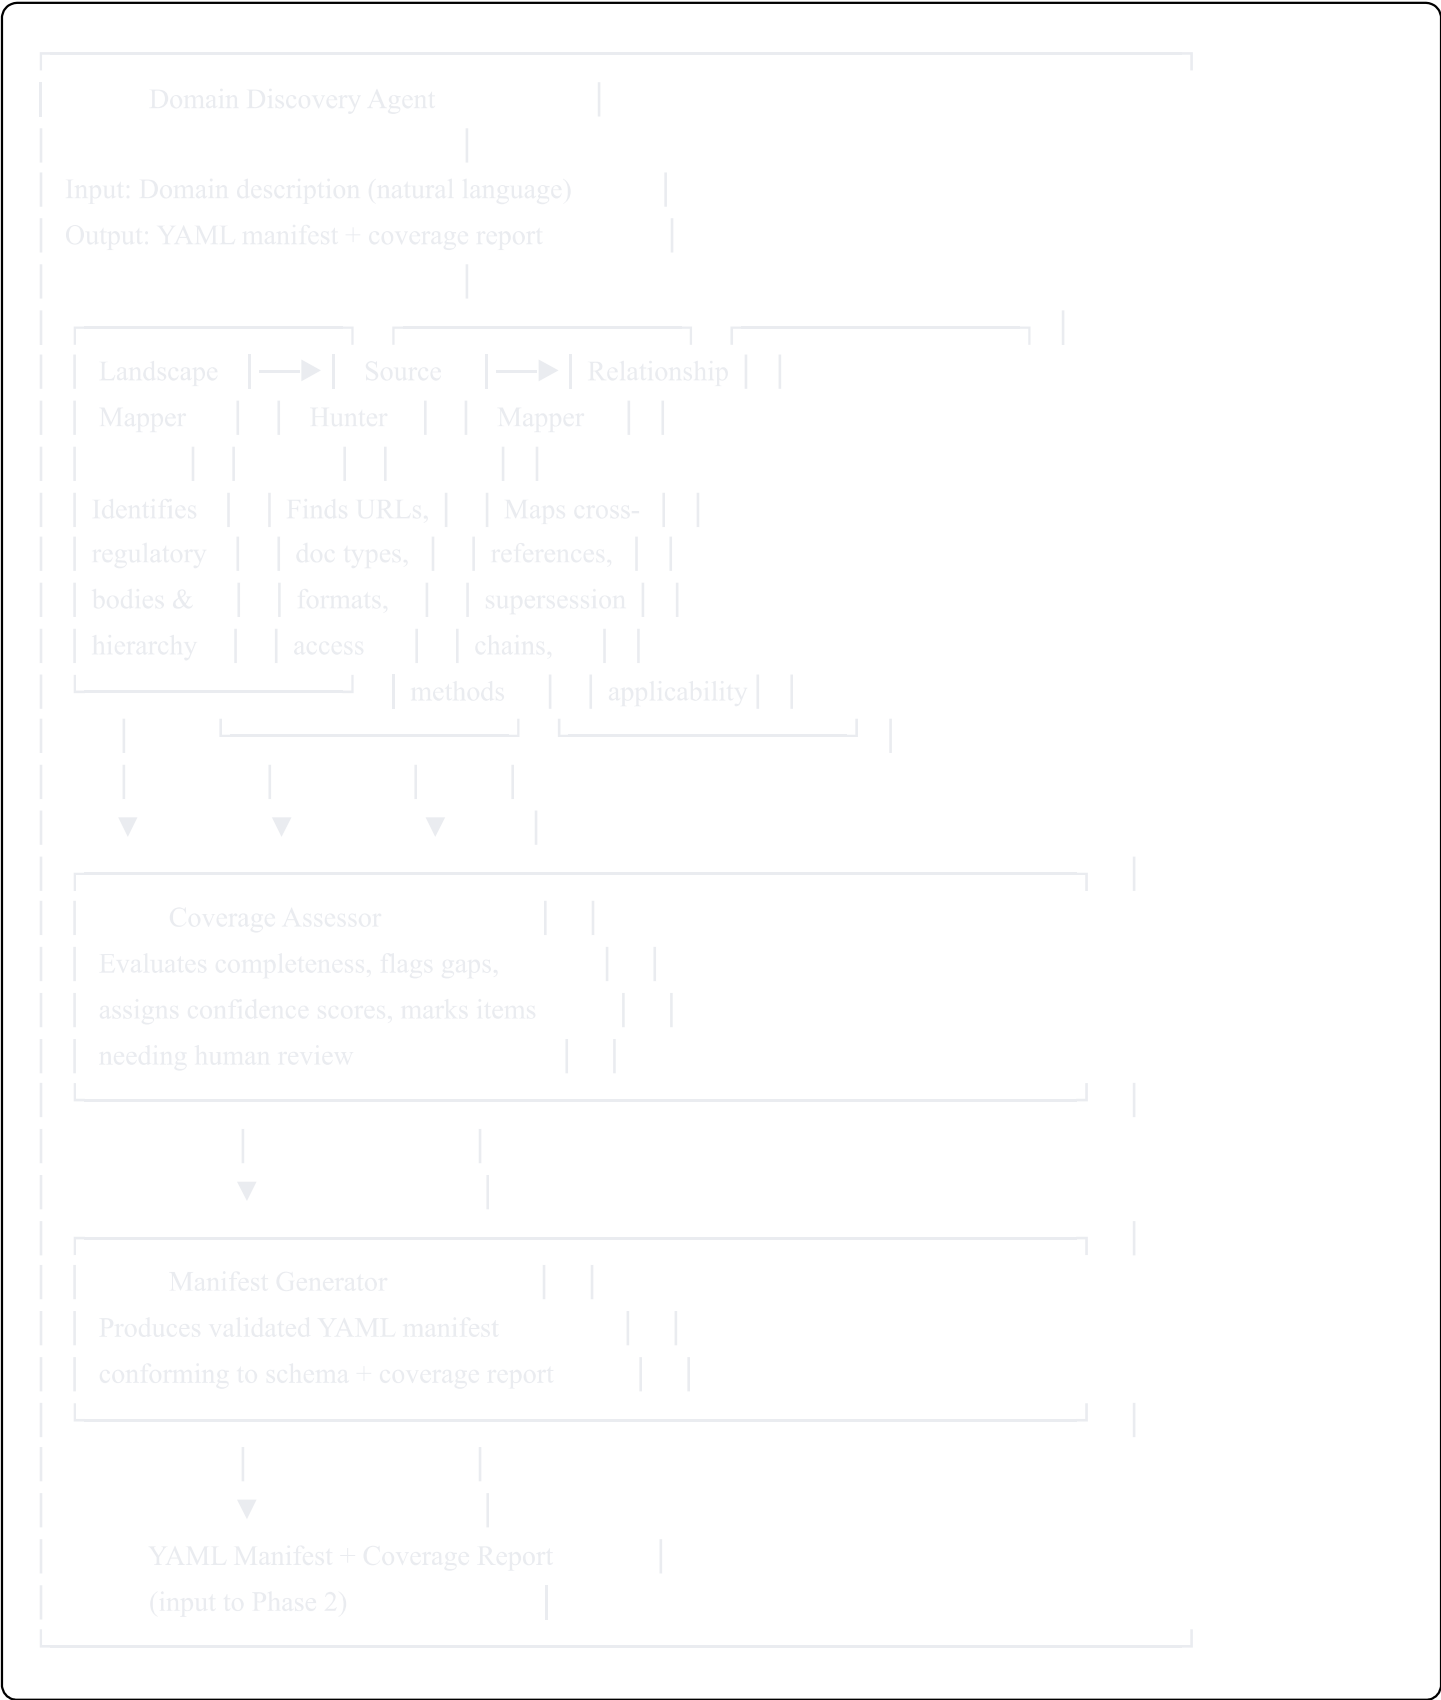 Domain Discovery Agent
Input: Domain description (natural language)
Output: YAML manifest + coverage report
Landscape Source Relationship
Mapper Hunter Mapper
Identifies Finds URLs, Maps cross-
regulatory doc types, references,
bodies & formats, supersession
hierarchy access chains,
methods applicability
Coverage Assessor
Evaluates completeness, flags gaps,
assigns confidence scores, marks items
needing human review
Manifest Generator
Produces validated YAML manifest
conforming to schema + coverage report
YAML Manifest + Coverage Report
(input to Phase 2)